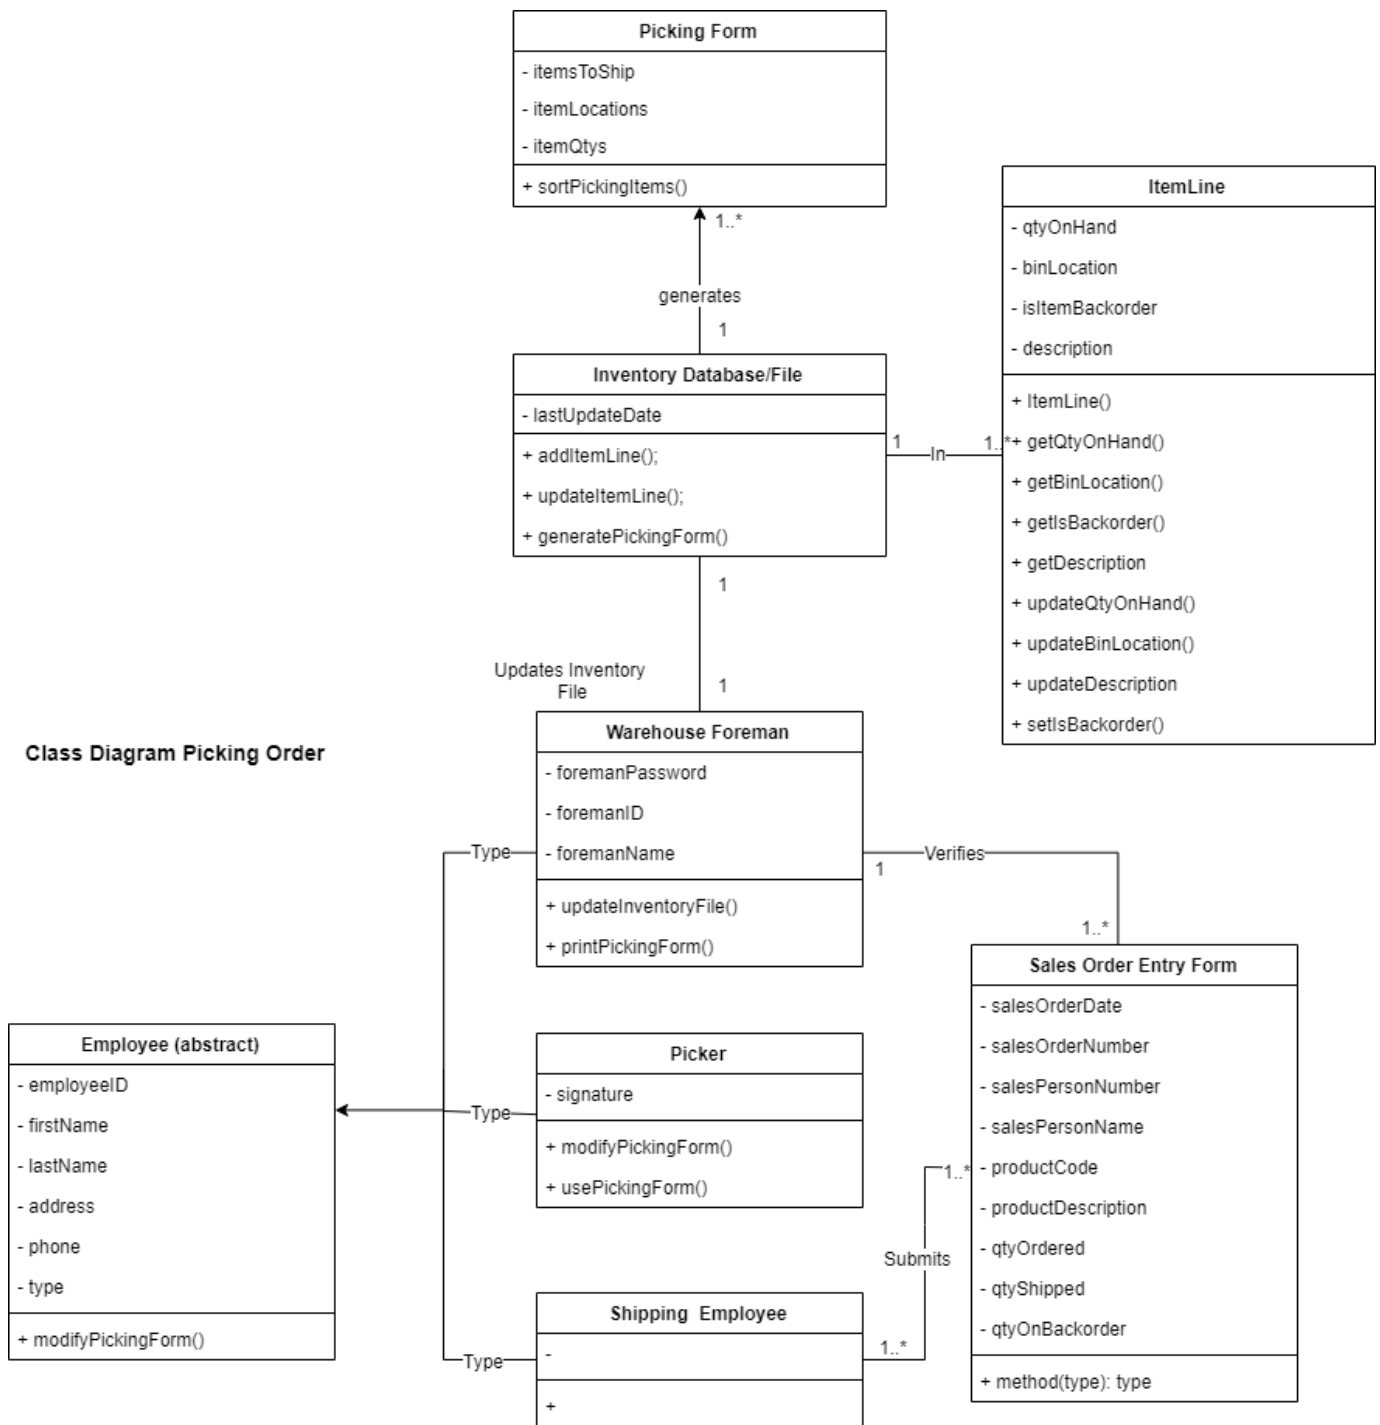 Picking Form
- itemsToShip
- itemLocations
- itemQtys
+ sortPickingItems()
1..*
generates
1
Inventory Database/File
- lastUpdateDate
+ addItemLine();
+ updateItemLine();
+ generatePickingForm()
1
In
1..*
ItemLine
- qtyOnHand
- binLocation
- isItemBackorder
- description
+ ItemLine()
+ getQtyOnHand()
+ getBinLocation()
+ getIsBackorder()
+ getDescription
+ updateQtyOnHand()
+ updateBinLocation()
+ updateDescription
+ setIsBackorder()
1
Updates Inventory
File
1
Class Diagram Picking Order
Warehouse Foreman
- foremanPassword
- foremanID
- foremanName
+ updateInventoryFile()
+ printPickingForm()
Type
Verifies
1
1..*
Sales Order Entry Form
- salesOrderDate
- salesOrderNumber
- salesPersonNumber
- salesPersonName
- productCode
- productDescription
- qtyOrdered
- qtyShipped
- qtyOnBackorder
+ method(type): type
Employee (abstract)
- employeeID
- firstName
- lastName
- address
- phone
- type
+ modifyPickingForm()
Type
Picker
- signature
+ modifyPickingForm()
+ usePickingForm()
1..*
Submits
1..*
Type
Shipping  Employee
-
+